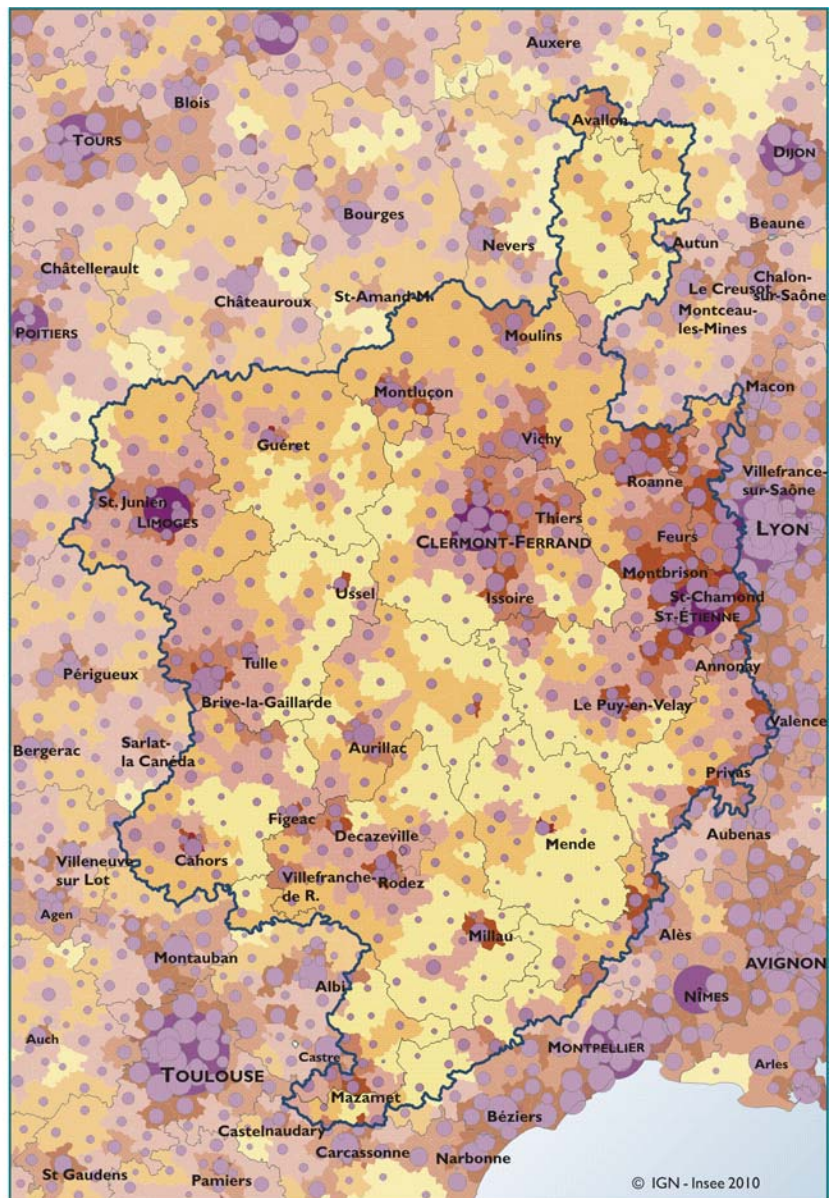 Auxere
Blois
Avallon
TOURS
DIJON
Bourges
Beaune
Nevers
Autun
Châtellerault
Chalon-
sur-Saône
Le Creusot
Châteauroux
St-Amand-M.
Montceau-
les-Mines
POITIERS
Moulins
Macon
Montluçon
Guéret
Vichy
Villefranche-
sur-Saône
Roanne
St. Junien
LIMOGES
Thiers
LYON
CLERMONT-FERRAND
Feurs
Montbrison
Ussel
Issoire
St-Chamond
ST-ÉTIENNE
Tulle
Annonay
Périgueux
Brive-la-Gaillarde
Le Puy-en-Velay
Valence
Bergerac
Sarlat-
la Canéda
Aurillac
Privas
Figeac
Decazeville
Mende
Aubenas
Cahors
Villeneuve
sur Lot
Villefranche-
de R.
Rodez
Agen
Millau
Alès
Montauban
AVIGNON
Albi
NÎMES
Auch
Castre
MONTPELLIER
Arles
TOULOUSE
Mazamet
Béziers
Castelnaudary
Carcassonne
Narbonne
St Gaudens
Pamiers
© IGN - Insee 2010